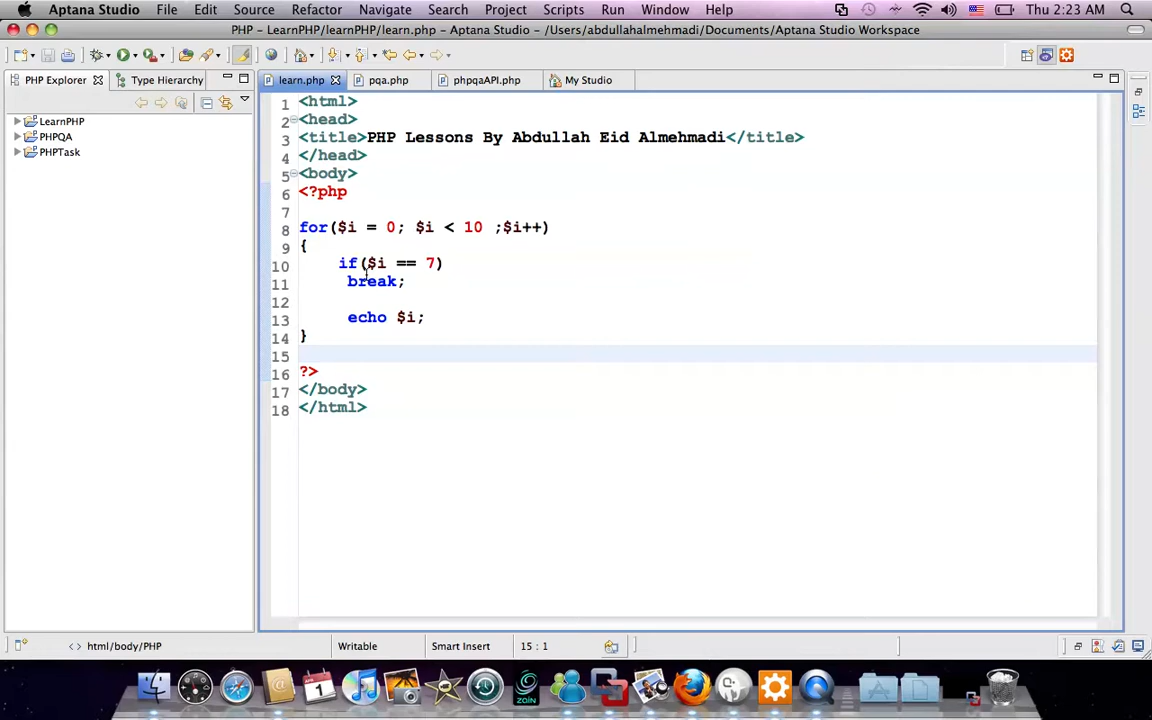 Aptana Studio File Edit Source Refactor Navigate Search Project Scripts Run Window Help Thu 2:23 AM
PHP - LearnPHP/learnPHP/learn.php - Aptana Studio - /Users/abdullahalmehmadi/Documents/Aptana Studio Workspace
PHP Explorer Type Hierarchy learn.php pqa.php phpqaAPI.php My Studio
LearnPHP
PHPQA
PHPTask
1 <html>
2 <head>
3 <title>PHP Lessons By Abdullah Eid Almehmadi</title>
4 </head>
5 <body>
6 <?php
7
8 for($i = 0; $i < 10 ;$i++)
9 {
10 if($i == 7)
11 break;
12
13 echo $i;
14 }
15
16 ?>
17 </body>
18 </html>
html/body/PHP Writable Smart Insert 15 : 1
zain
1